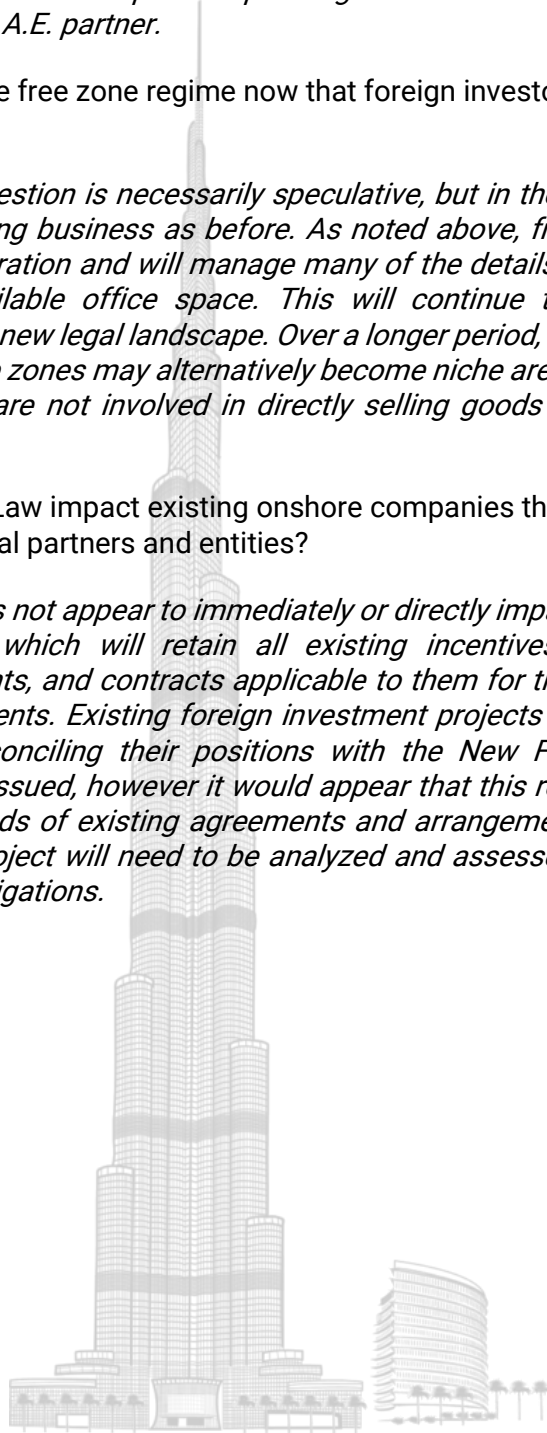 A.E. partner.
e free zone regime now that foreign investo
estion is necessarily speculative, but in the
ng business as before. As noted above, fr
ration and will manage many of the details
ilable office space. This will continue t
new legal landscape. Over a longer period,
zones may alternatively become niche are
are not involved in directly selling goods
Law impact existing onshore companies th
al partners and entities?
s not appear to immediately or directly impa
which will retain all existing incentives
nts, and contracts applicable to them for th
ents. Existing foreign investment projects
conciling their positions with the New F
issued, however it would appear that this re
ds of existing agreements and arrangeme
oject will need to be analyzed and assesse
igations.